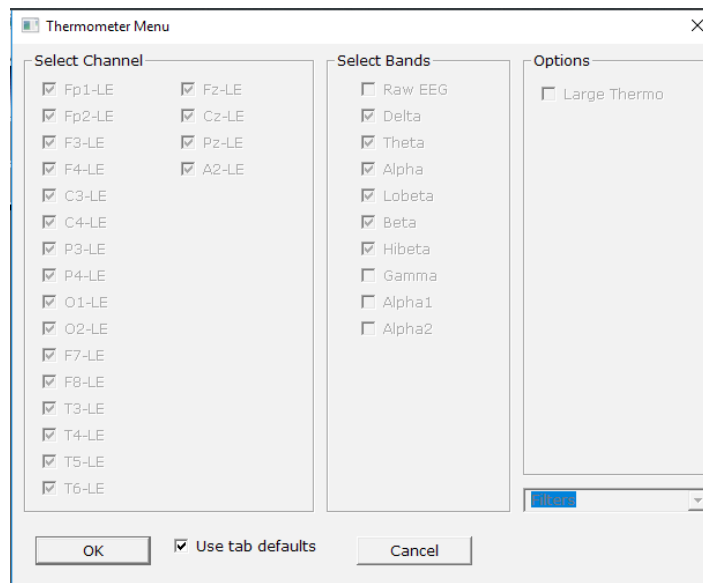 Thermometer Menu
Select Channel
Fp1-LE
Fp2-LE
F3-LE
F4-LE
C3-LE
C4-LE
P3-LE
P4-LE
O1-LE
O2-LE
F7-LE
F8-LE
T3-LE
T4-LE
T5-LE
T6-LE
Fz-LE
Cz-LE
Pz-LE
A2-LE
Select Bands
Raw EEG
Delta
Theta
Alpha
Lobeta
Beta
Hibeta
Gamma
Alpha1
Alpha2
Options
Large Thermo
Filters
OK
Use tab defaults
Cancel